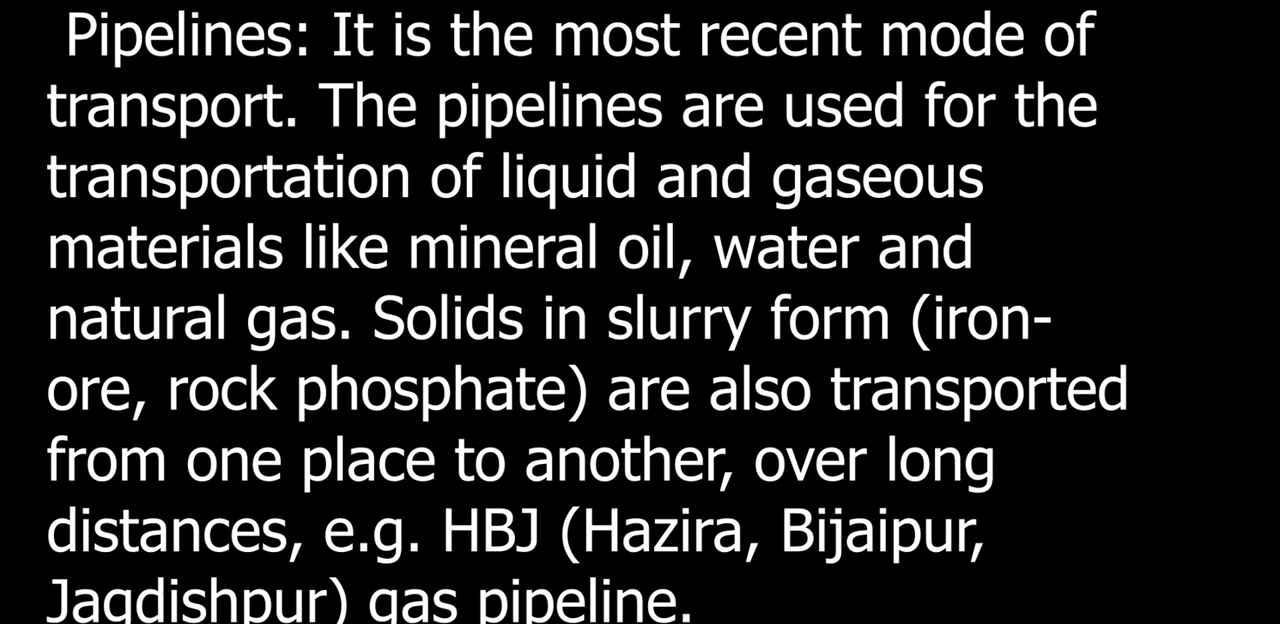 Pipelines: It is the most recent mode of
transport. The pipelines are used for the
transportation of liquid and gaseous
materials like mineral oil, water and
natural gas. Solids in slurry form (iron-
ore, rock phosphate) are also transported
from one place to another, over long
distances, e.g. HBJ (Hazira, Bijaipur,
Jagdishpur) gas pipeline.